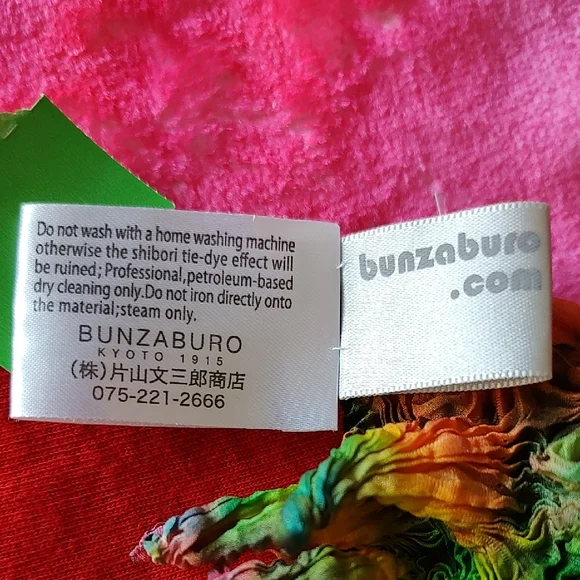 Do not wash with a home washing machine
otherwise the shibori tie-dye effect will
be ruined; Professional,petroleum-based
dry cleaning only.Do not iron directly onto
the material;steam only.
BUNZABURO
KYOTO 1915
(株)片山文三郎商店
075-221-2666
bunzaburo
.com